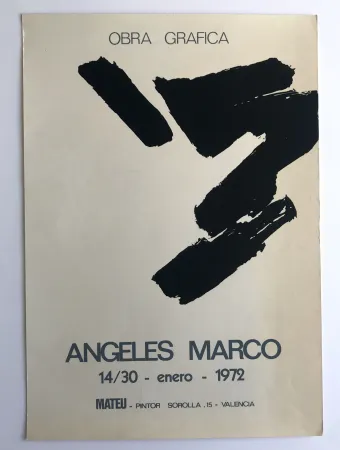 OBRA GRAFICA
ANGELES MARCO
14/30 - enero - 1972
MATEU - PINTOR SOROLLA . 15 - VALENCIA